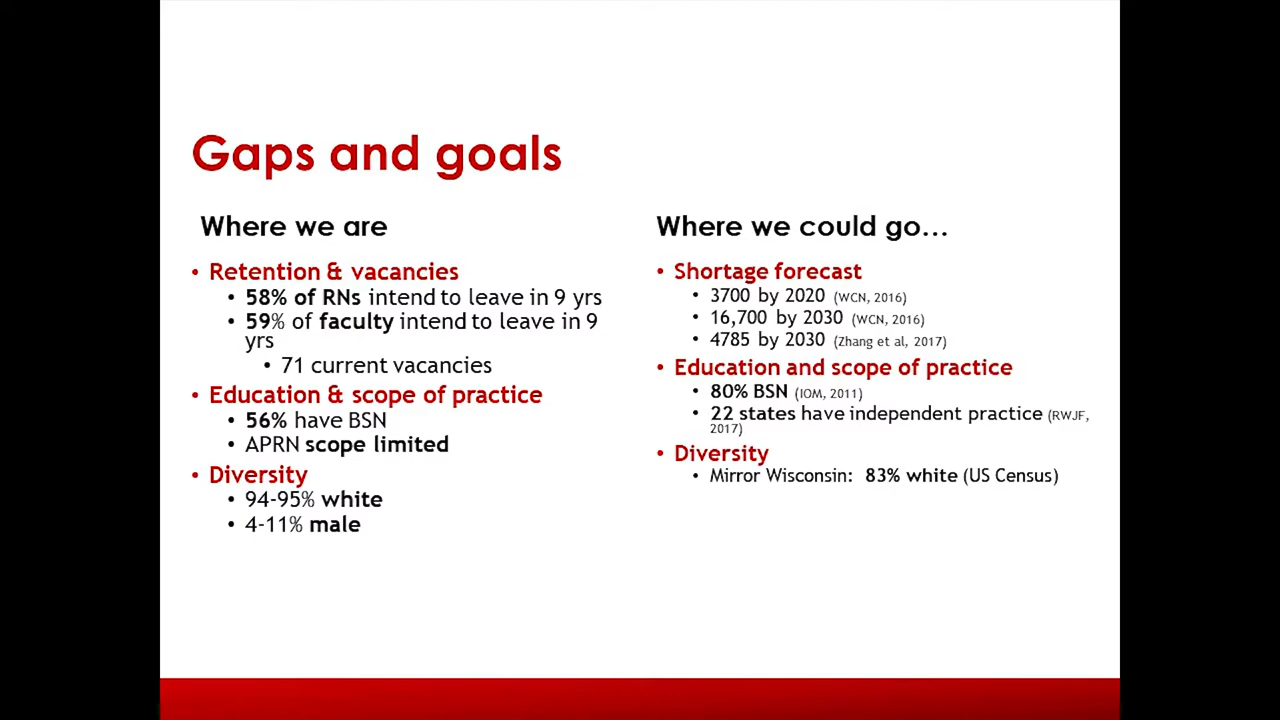 Gaps and goals
Where we are
• Retention & vacancies
• 58% of RNs intend to leave in 9 yrs
• 59% of faculty intend to leave in 9
yrs
• 71 current vacancies
• Education & scope of practice
• 56% have BSN
• APRN scope limited
• Diversity
• 94-95% white
• 4-11% male
Where we could go...
• Shortage forecast
• 3700 by 2020 (WCN, 2016)
• 16,700 by 2030 (WCN, 2016)
• 4785 by 2030 (Zhang et al, 2017)
• Education and scope of practice
• 80% BSN (IOM, 2011)
• 22 states have independent practice (RWJF,
2017)
• Diversity
• Mirror Wisconsin: 83% white (US Census)